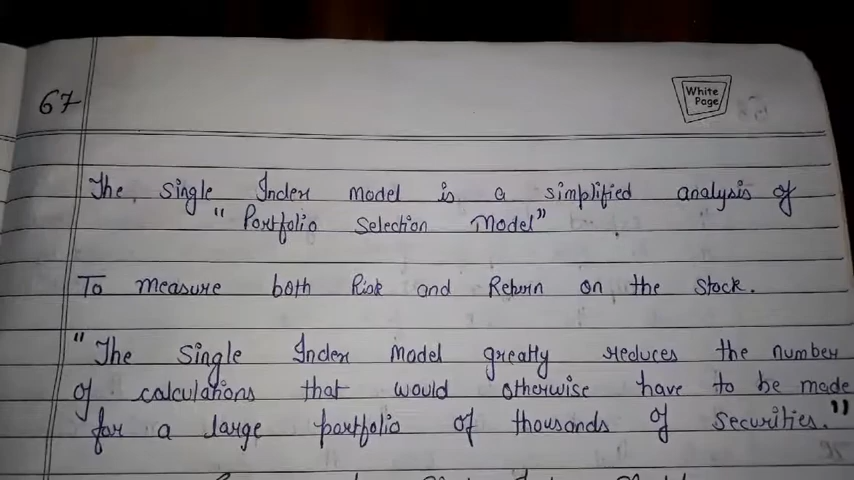 67
White
Page
The Single Index model is a simplified analysis of
"Portfolio Selection Model"
To measure both Risk and Return on the stock.
"The Single Index Model greatly reduces the number
of calculations that would otherwise have to be made
for a large portfolio of thousands of securities."